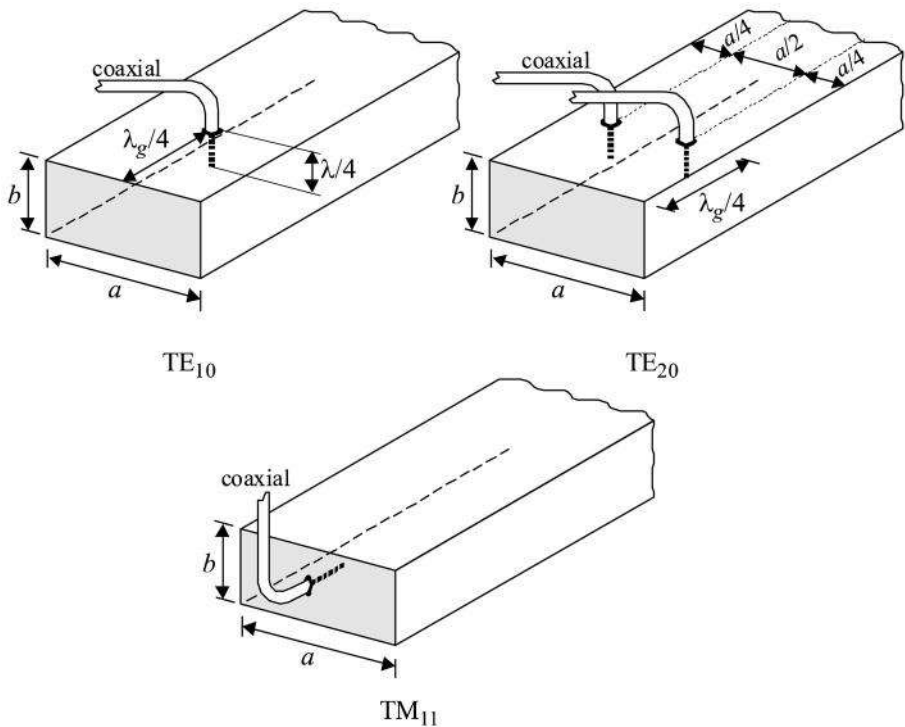 coaxial
λg/4
λ/4
b
a
TE10
coaxial
a/4
a/2
a/4
λg/4
b
a
TE20
coaxial
b
a
TM11